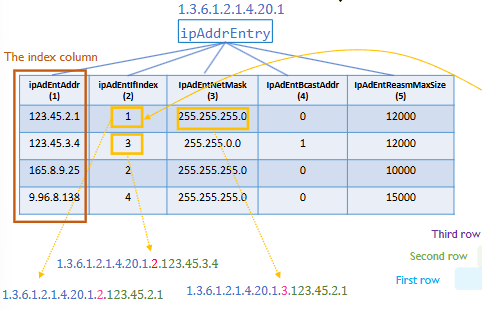 1.3.6.1.2.1.4.20.1
ipAddrEntry
The index column
ipAdEntAddr (1) ipAdEntIfIndex (2) IpAdEntNetMask (3) IpAdEntBcastAddr (4) IpAdEntReasmMaxSize (5)
123.45.2.1 1 255.255.255.0 0 12000
123.45.3.4 3 255.255.0.0 1 12000
165.8.9.25 2 255.255.255.0 0 10000
9.96.8.138 4 255.255.255.0 0 15000
Third row
Second row
First row
1.3.6.1.2.1.4.20.1.2.123.45.3.4
1.3.6.1.2.1.4.20.1.2.123.45.2.1 1.3.6.1.2.1.4.20.1.3.123.45.2.1